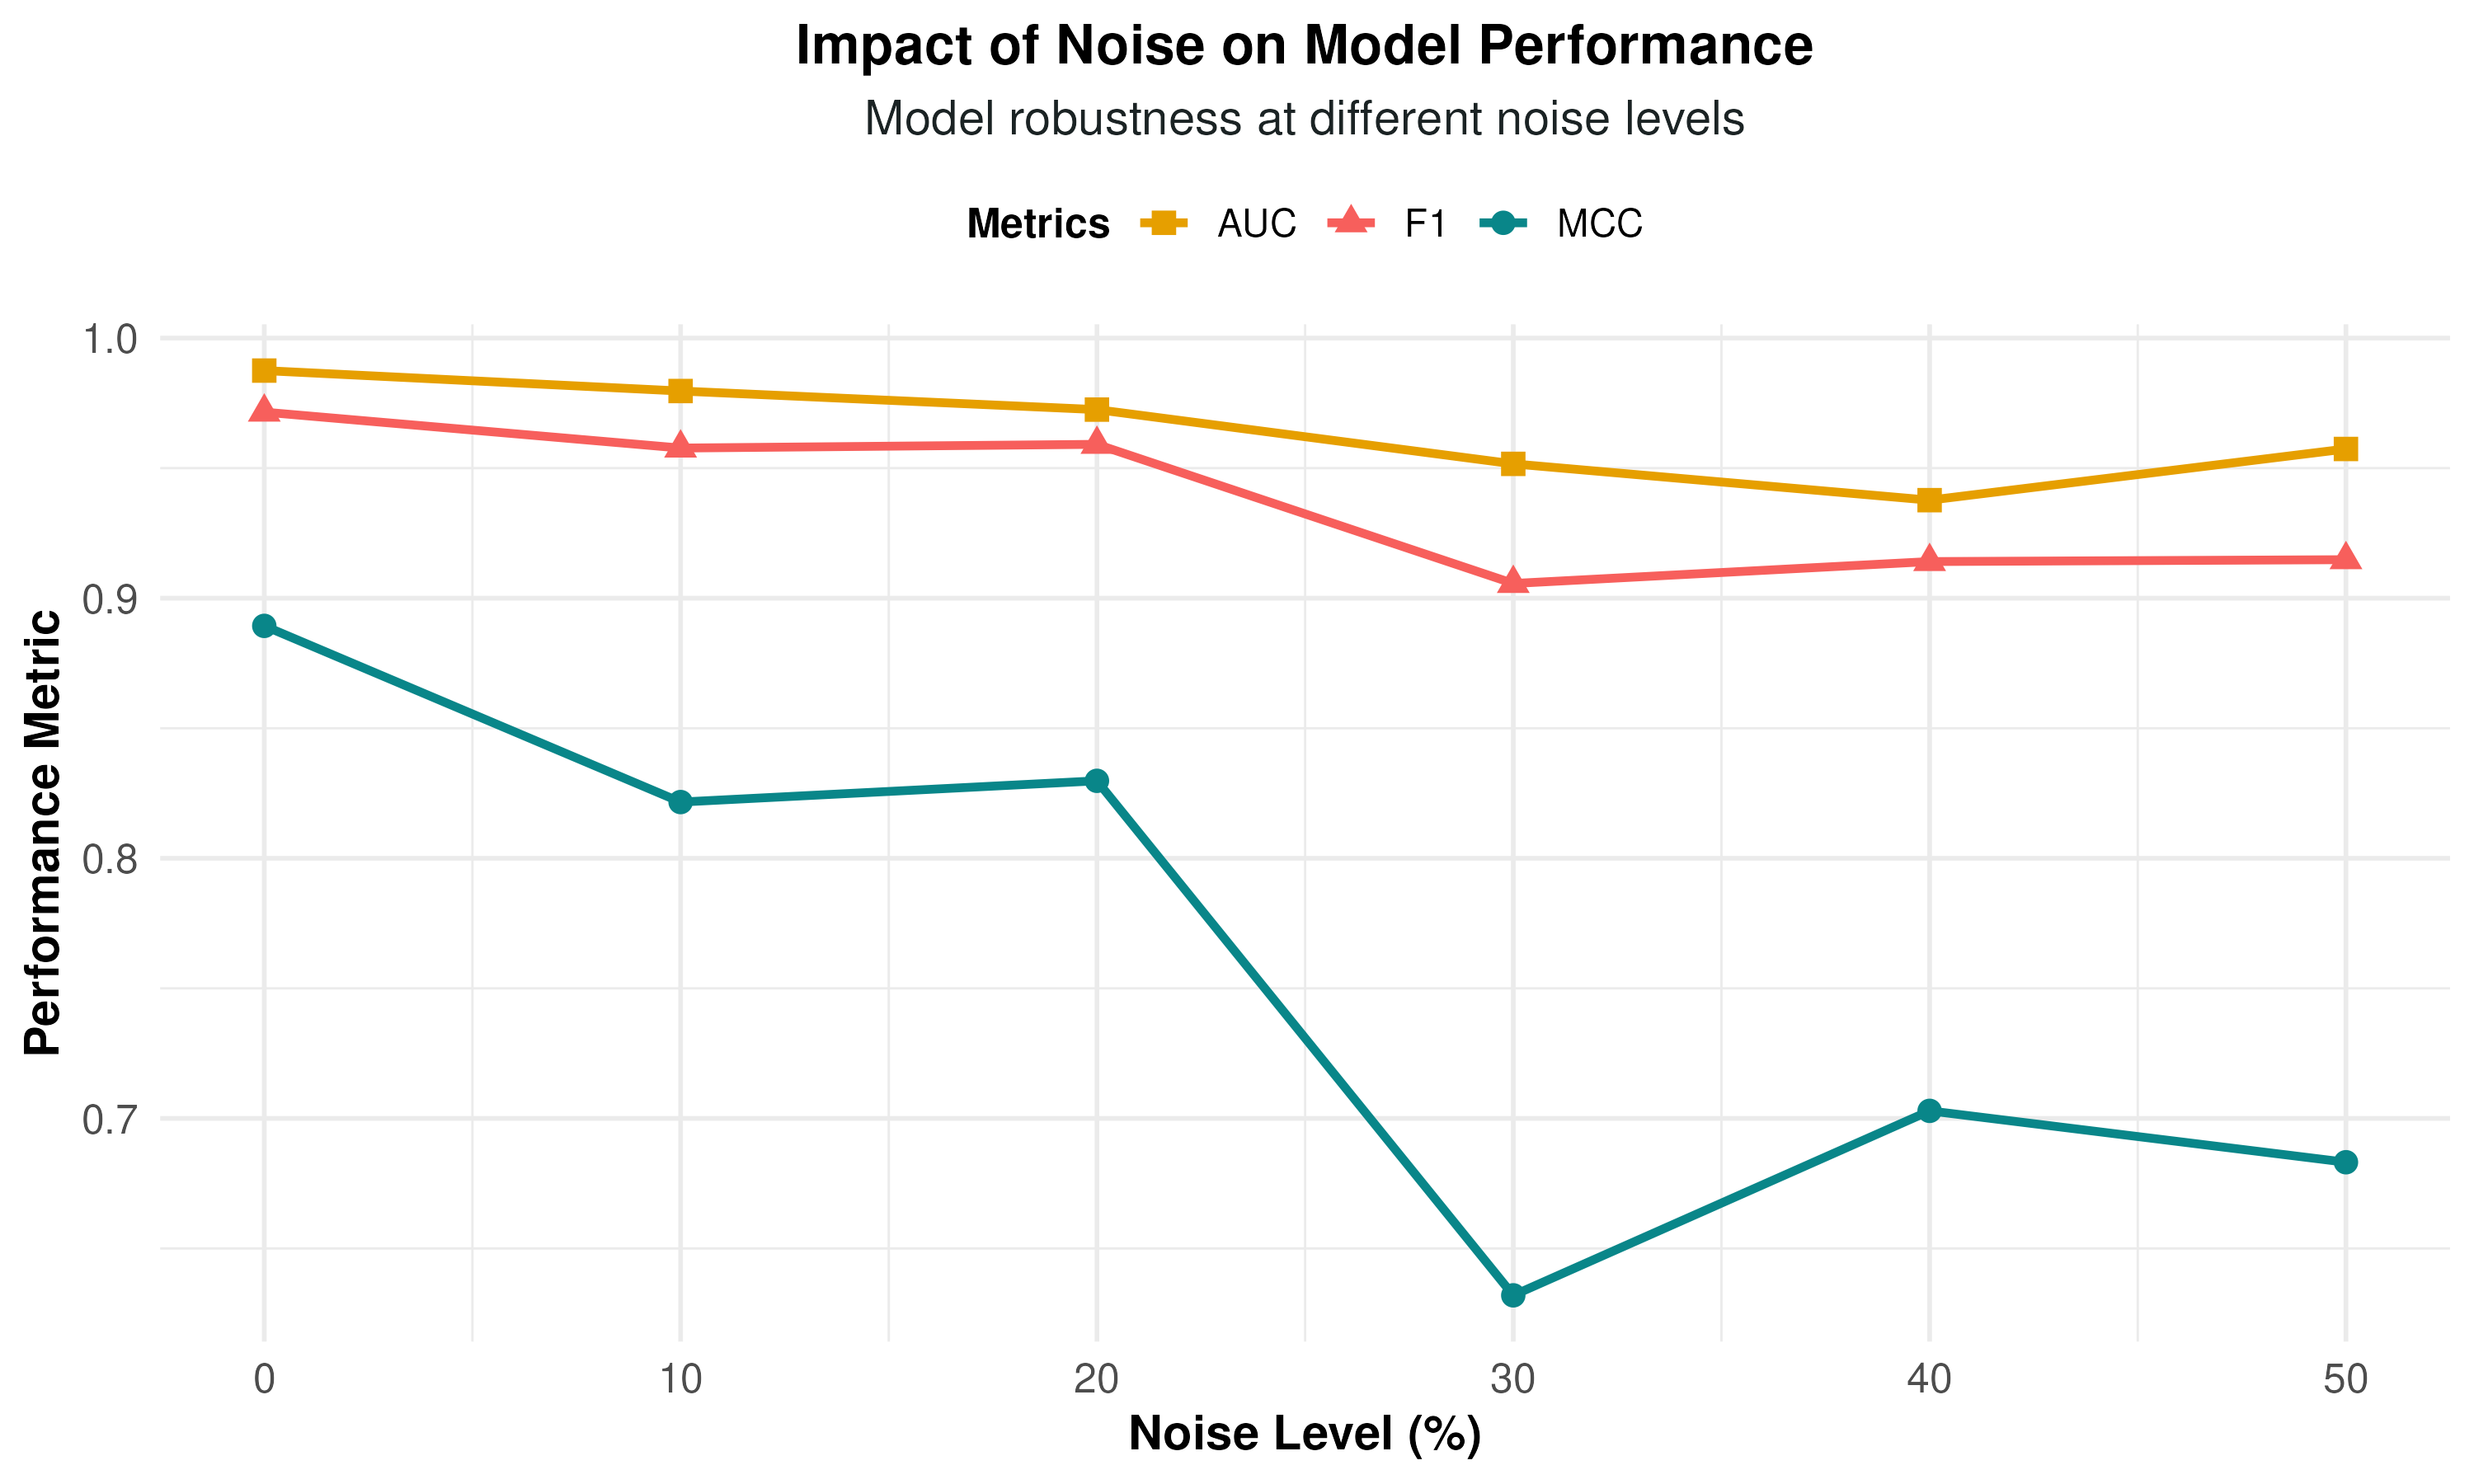 Impact of Noise on Model Performance
Model robustness at different noise levels
Metrics AUC F1 MCC
Performance Metric
1.0
0.9
0.8
0.7
0 10 20 30 40 50
Noise Level (%)